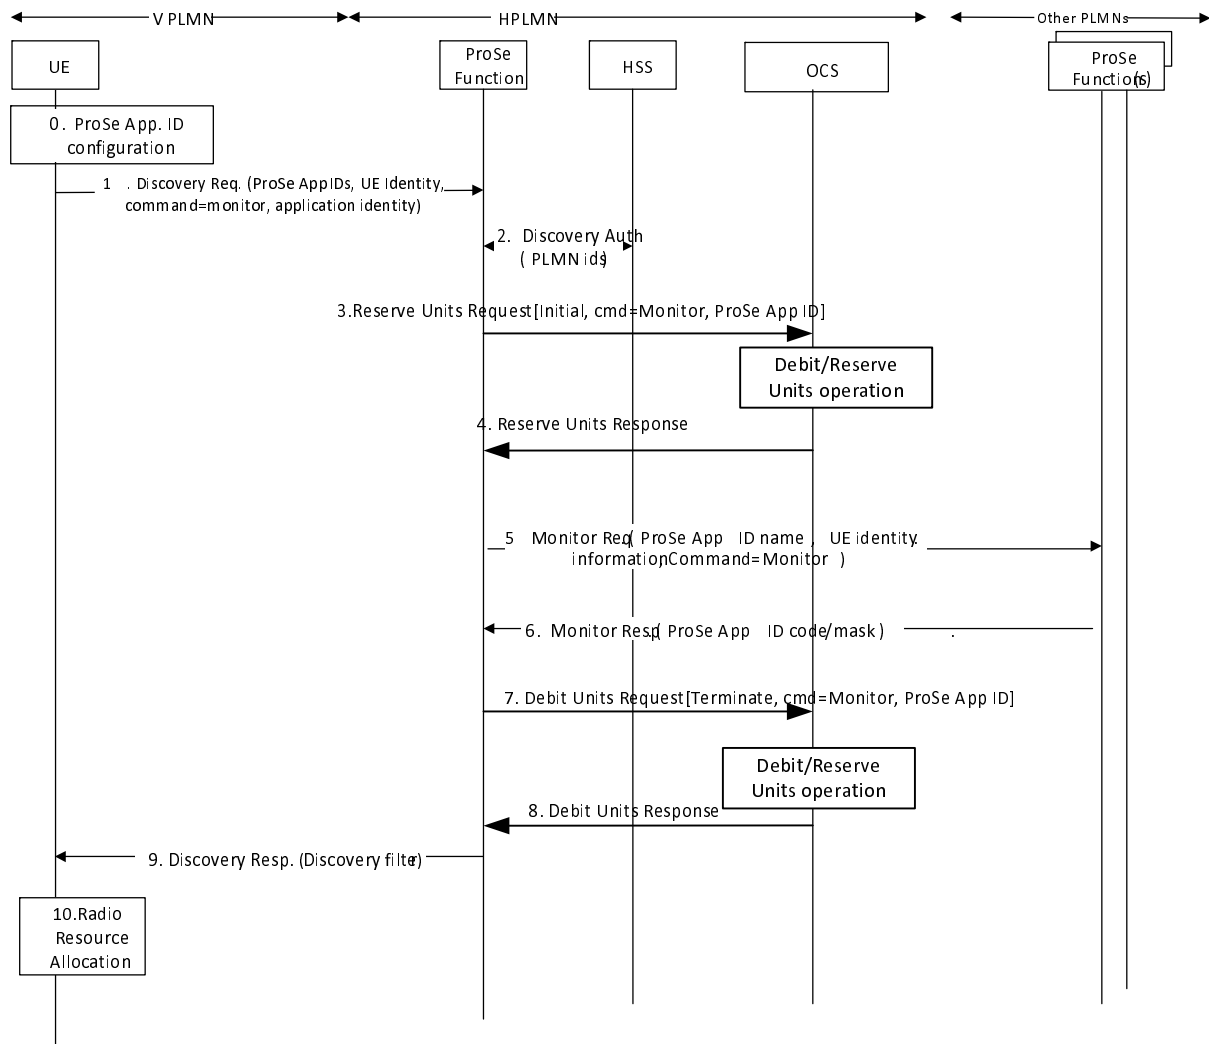 V PLMN
HPLMN
Other PLMNs
UE
ProSe
Function
HSS
OCS
ProSe
Function(s)
0. ProSe App. ID
configuration
1 . Discovery Req. (ProSe AppIDs, UE Identity,
command=monitor, application identity)
2. Discovery Auth
( PLMN ids)
3.Reserve Units Request[Initial, cmd=Monitor, ProSe App ID]
Debit/Reserve
Units operation
4. Reserve Units Response
5 Monitor Req.( ProSe App ID name , UE identity.
information,Command=Monitor )
6. Monitor Resp.( ProSe App ID code/mask ) .
7. Debit Units Request[Terminate, cmd=Monitor, ProSe App ID]
Debit/Reserve
Units operation
8. Debit Units Response
9. Discovery Resp. (Discovery filter)
10.Radio
Resource
Allocation